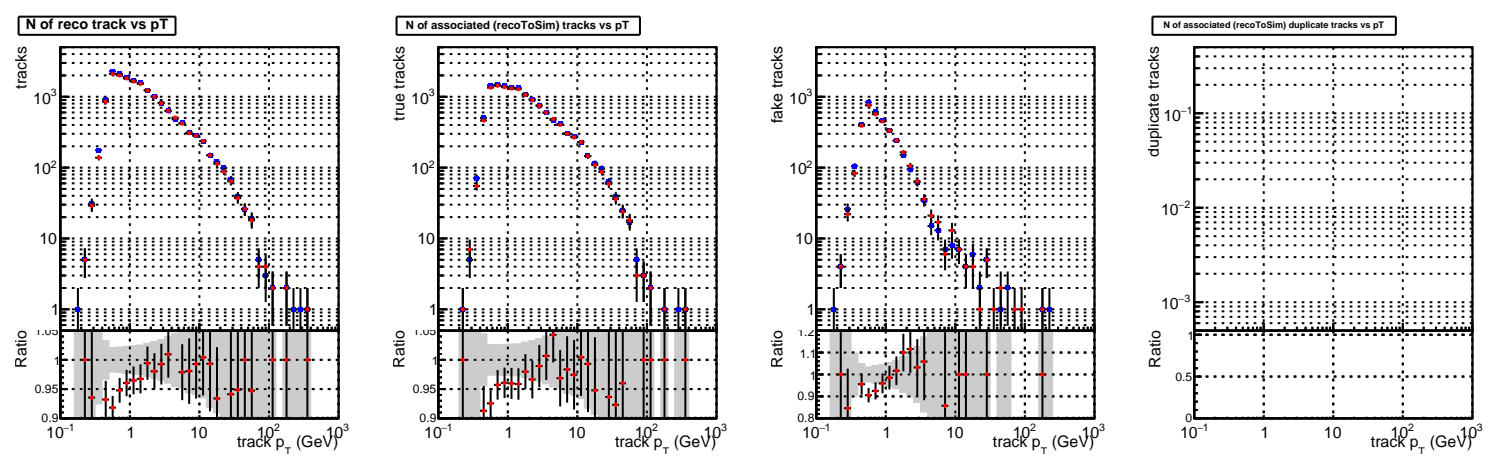 N of reco track vs pT
tracks
10³
10²
10
1
Ratio
1.05
1
0.95
0.9
10⁻¹ 1 10 10² 10³
track p_T (GeV)
N of associated (recoToSim) tracks vs pT
true tracks
10³
10²
10
1
Ratio
1.05
1
0.95
0.9
10⁻¹ 1 10 10² 10³
track p_T (GeV)
fake tracks
10³
10²
10
1
Ratio
1.2
1.1
1
0.9
0.8
10⁻¹ 1 10 10² 10³
track p_T (GeV)
N of associated (recoToSim) duplicate tracks vs pT
duplicate tracks
10⁻¹
10⁻²
10⁻³
Ratio
1
0.5
0
10⁻¹ 1 10 10² 10³
track p_T (GeV)